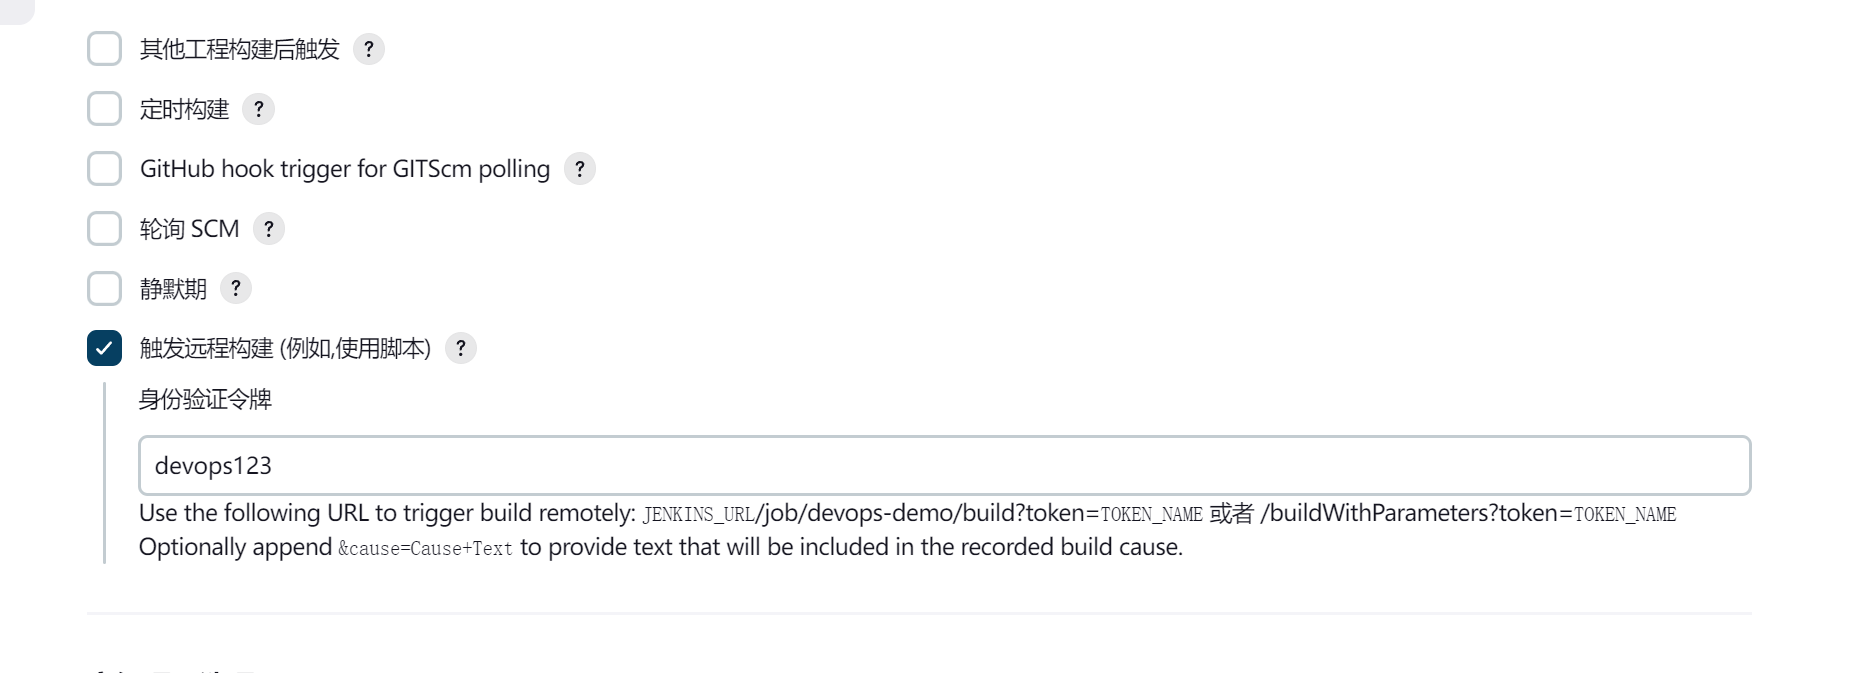 其他工程构建后触发 ?
定时构建 ?
GitHub hook trigger for GITScm polling ?
轮询 SCM ?
静默期 ?
触发远程构建 (例如,使用脚本) ?
身份验证令牌
devops123
Use the following URL to trigger build remotely: JENKINS_URL/job/devops-demo/build?token=TOKEN_NAME 或者 /buildWithParameters?token=TOKEN_NAME
Optionally append &cause=Cause+Text to provide text that will be included in the recorded build cause.